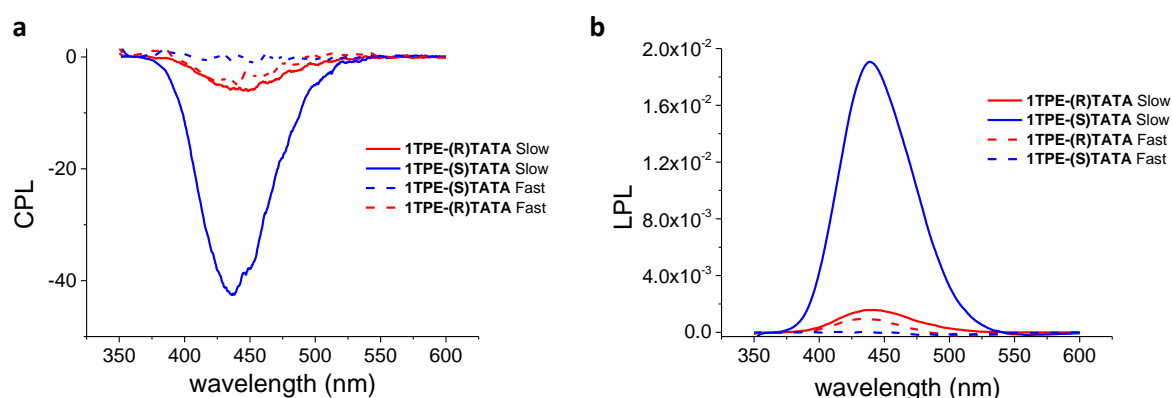 a
CPL
0
-20
-40
350 400 450 500 550 600
wavelength (nm)
1TPE-(R)TATA Slow
1TPE-(S)TATA Slow
1TPE-(S)TATA Fast
1TPE-(R)TATA Fast
b
LPL
2.0x10⁻²
1.6x10⁻²
1.2x10⁻²
8.0x10⁻³
4.0x10⁻³
0.0
350 400 450 500 550 600
wavelength (nm)
1TPE-(R)TATA Slow
1TPE-(S)TATA Slow
1TPE-(R)TATA Fast
1TPE-(S)TATA Fast